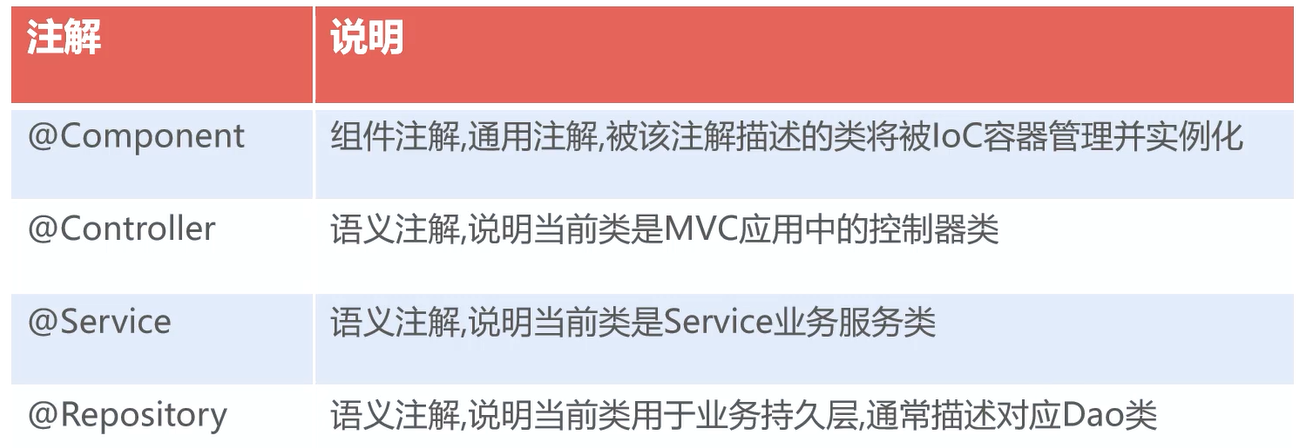 注解 说明
@Component 组件注解,通用注解,被该注解描述的类将被IoC容器管理并实例化
@Controller 语义注解,说明当前类是MVC应用中的控制器类
@Service 语义注解,说明当前类是Service业务服务类
@Repository 语义注解,说明当前类用于业务持久层,通常描述对应Dao类